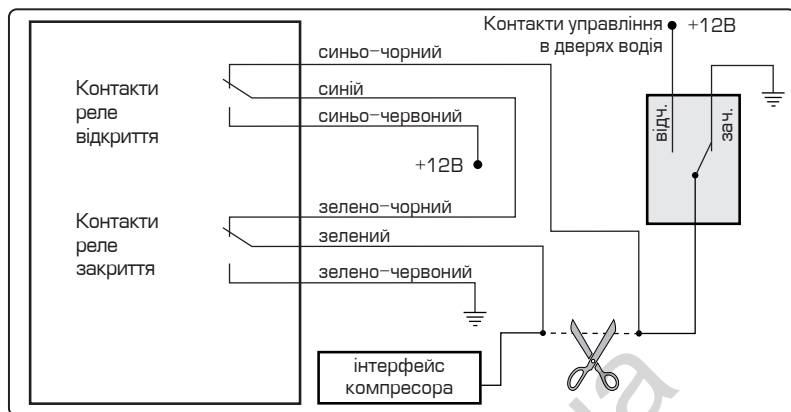 Контакти
реле
відкриття
синьо-чорний
синій
синьо-червоний
+12В
Контакти управління
в дверях водія
+12В
відч.
зач.
Контакти
реле
закриття
зелено-чорний
зелений
зелено-червоний
інтерфейс
компресора